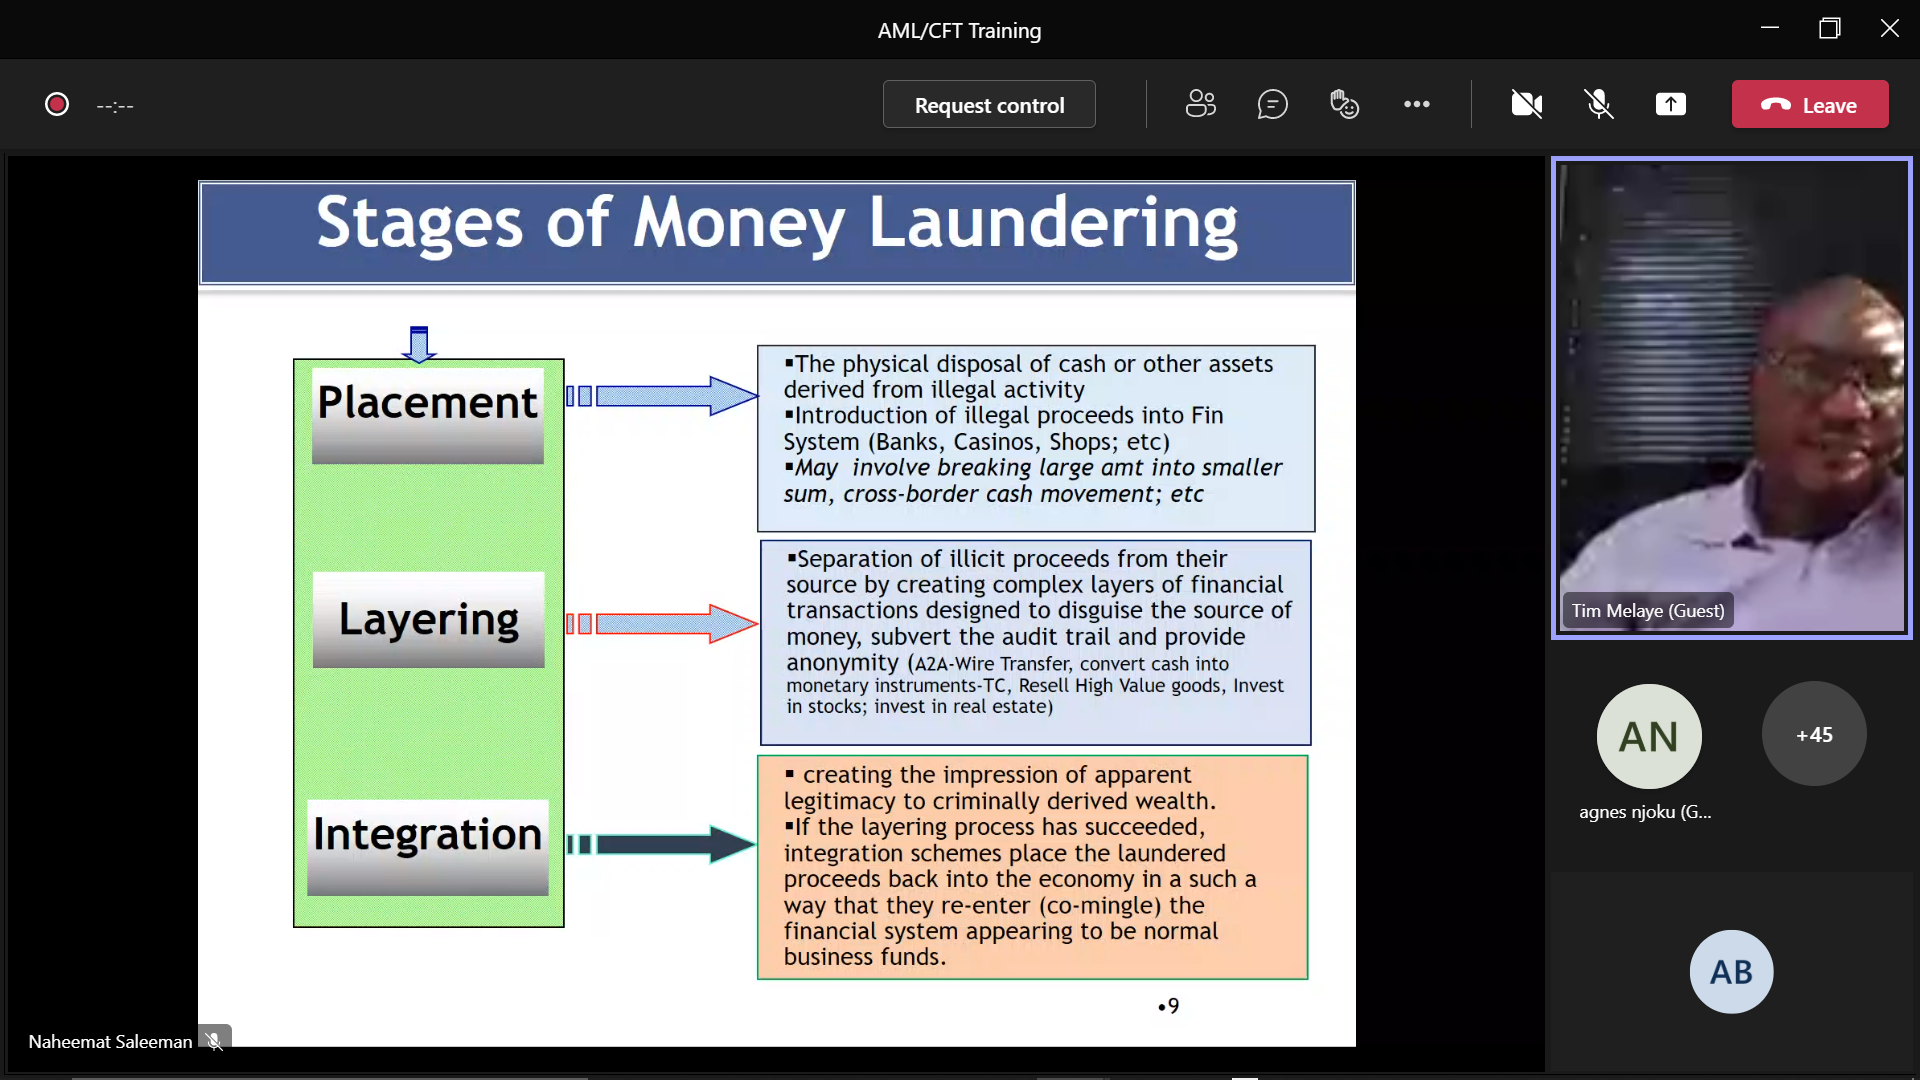 AML/CFT Training
--:--
Request control
Leave
Stages of Money Laundering
Placement
▪The physical disposal of cash or other assets
derived from illegal activity
▪Introduction of illegal proceeds into Fin
System (Banks, Casinos, Shops; etc)
▪May involve breaking large amt into smaller
sum, cross-border cash movement; etc
Layering
▪Separation of illicit proceeds from their
source by creating complex layers of financial
transactions designed to disguise the source of
money, subvert the audit trail and provide
anonymity (A2A-Wire Transfer, convert cash into
monetary instruments-TC, Resell High Value goods, Invest
in stocks; invest in real estate)
Integration
▪ creating the impression of apparent
legitimacy to criminally derived wealth.
▪If the layering process has succeeded,
integration schemes place the laundered
proceeds back into the economy in a such a
way that they re-enter (co-mingle) the
financial system appearing to be normal
business funds.
•9
Naheemat Saleeman
Tim Melaye (Guest)
AN
+45
agnes njoku (G...
AB